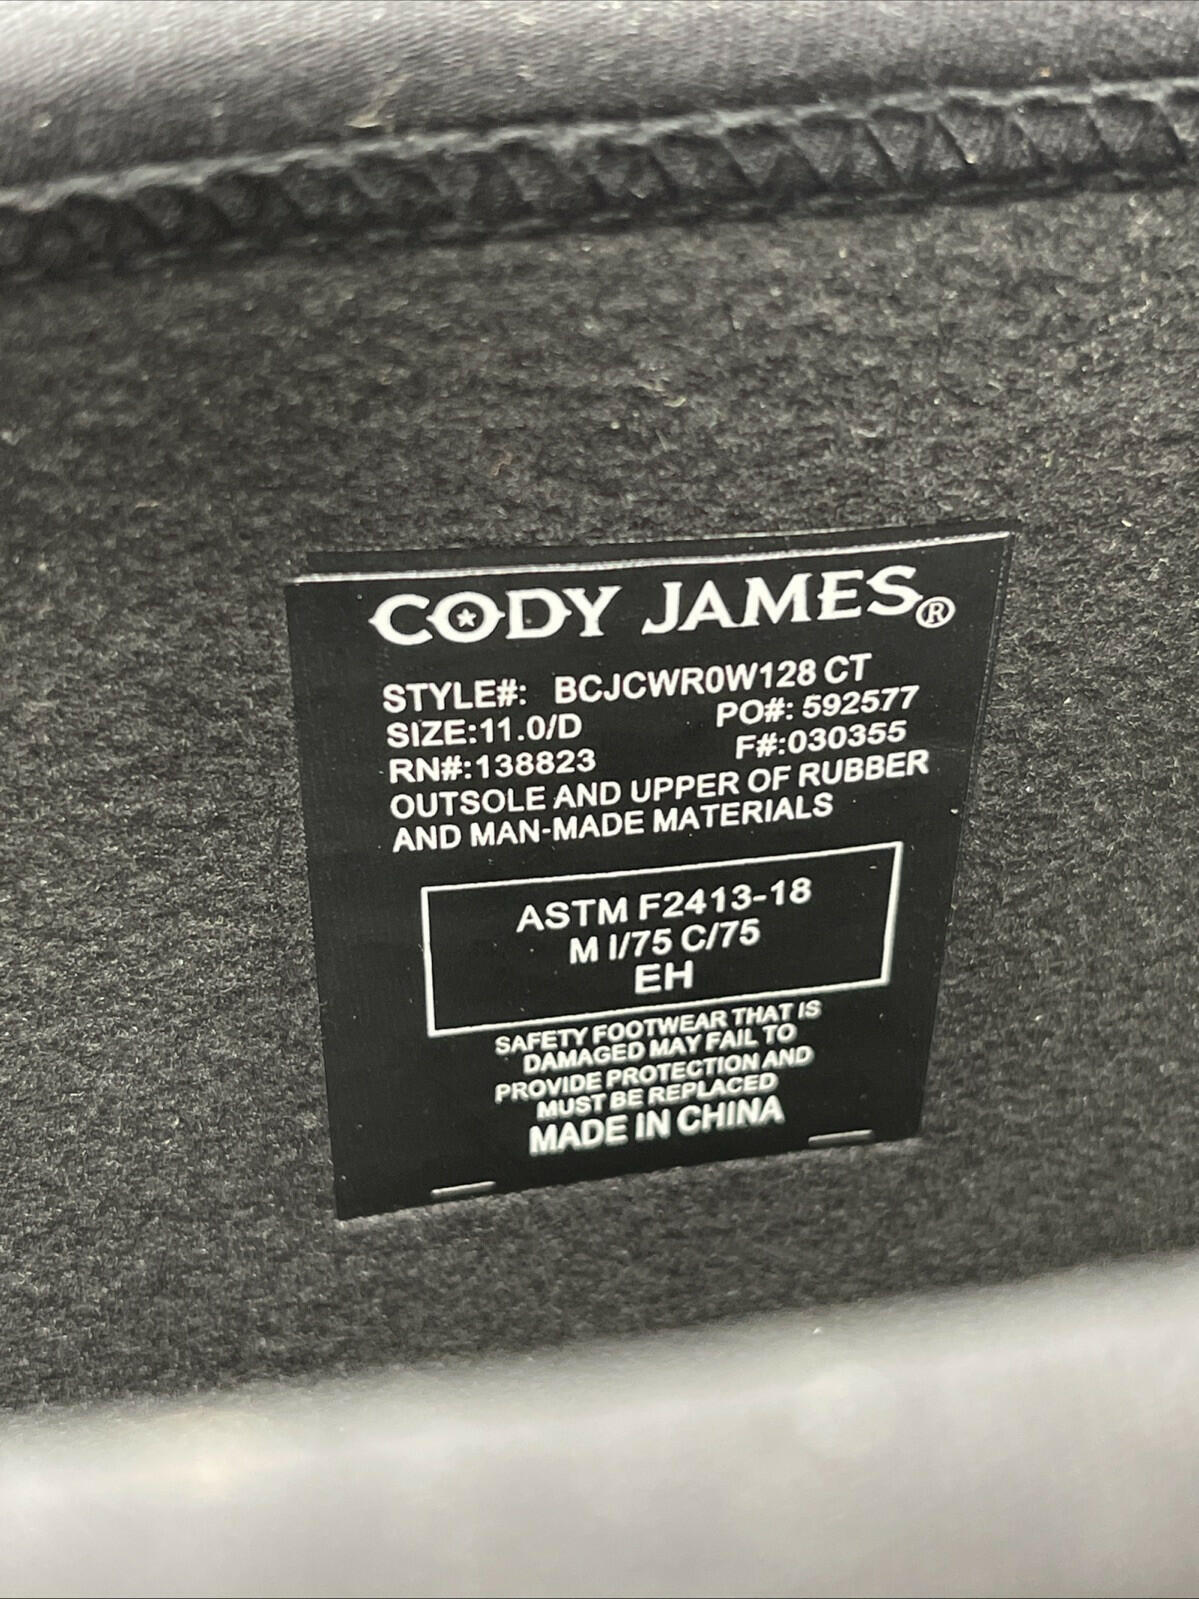 CODY JAMES®
STYLE#: BCJCWR0W128 CT
SIZE:11.0/D PO#: 592577
RN#:138823 F#:030355
OUTSOLE AND UPPER OF RUBBER
AND MAN-MADE MATERIALS
ASTM F2413-18
M I/75 C/75
EH
SAFETY FOOTWEAR THAT IS
DAMAGED MAY FAIL TO
PROVIDE PROTECTION AND
MUST BE REPLACED
MADE IN CHINA